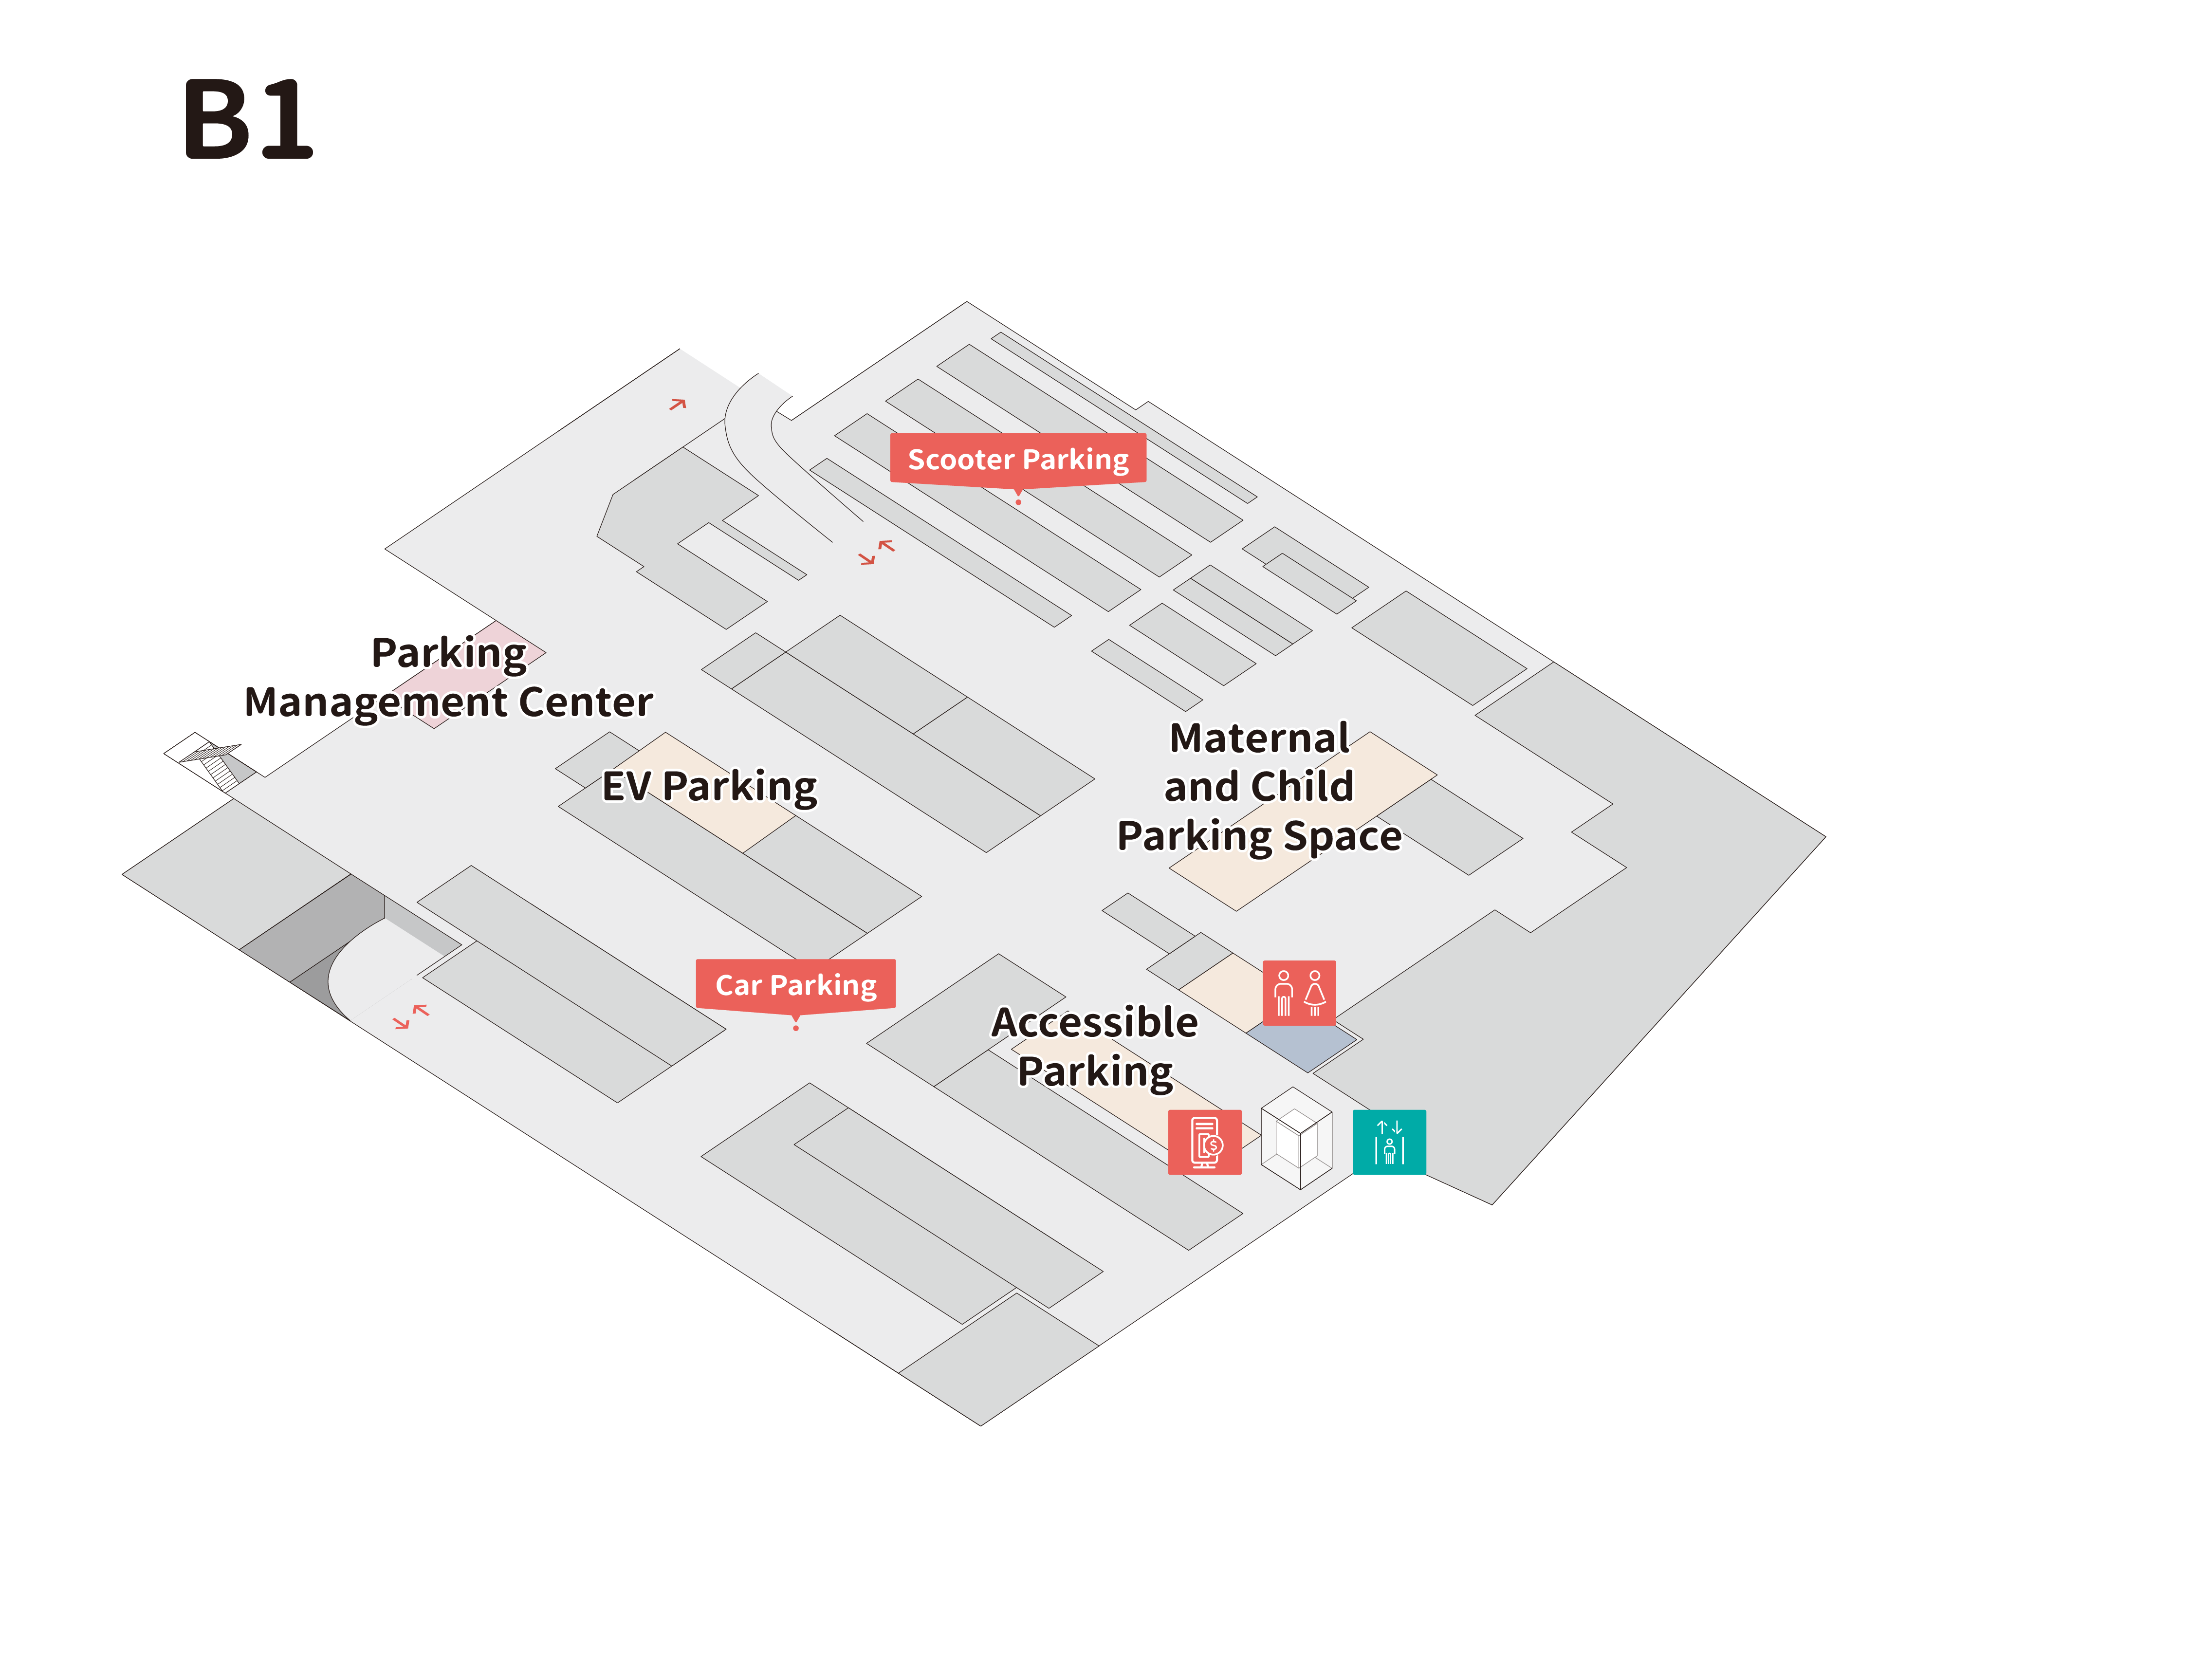 B1
Scooter Parking
Parking
Management Center
EV Parking
Maternal
and Child
Parking Space
Car Parking
Accessible
Parking
$